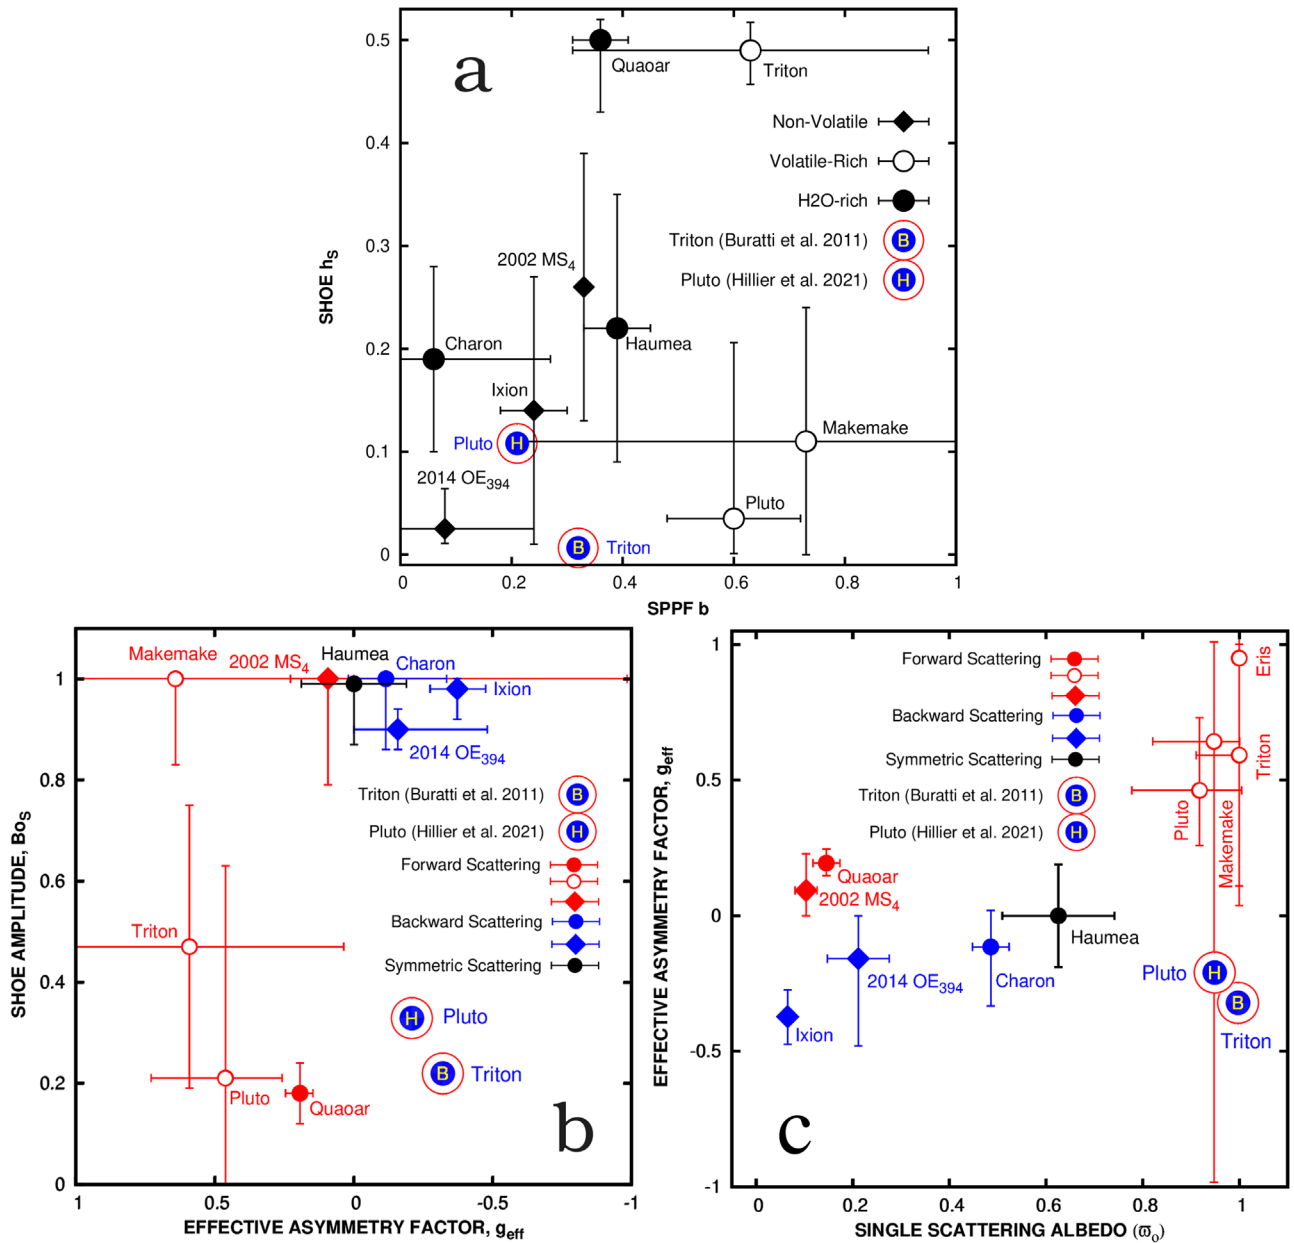 a
0.5
0.4
0.3
0.2
0.1
0
SHOE hS
Quaoar
Triton
Non-Volatile
Volatile-Rich
H2O-rich
Triton (Buratti et al. 2011) B
Pluto (Hillier et al. 2021) H
2002 MS4
Charon
Haumea
Ixion
Pluto H
Makemake
2014 OE394
Pluto
B Triton
0 0.2 0.4 0.6 0.8 1
SPPF b
Makemake
2002 MS4
Haumea
Charon
Ixion
2014 OE394
Triton (Buratti et al. 2011) B
Pluto (Hillier et al. 2021) H
Forward Scattering
Backward Scattering
Symmetric Scattering
Triton
H Pluto
B Triton
Pluto
Quaoar
b
1
0.8
0.6
0.4
0.2
0
SHOE AMPLITUDE, BoS
1 0.5 0 -0.5 -1
EFFECTIVE ASYMMETRY FACTOR, geff
1
0.5
0
-0.5
-1
EFFECTIVE ASYMMETRY FACTOR, geff
Forward Scattering
Backward Scattering
Symmetric Scattering
Triton (Buratti et al. 2011) B
Pluto (Hillier et al. 2021) H
Eris
Triton
Pluto
Makemake
Quaoar
2002 MS4
Haumea
2014 OE394
Charon
Pluto H
B
Triton
Ixion
c
0 0.2 0.4 0.6 0.8 1
SINGLE SCATTERING ALBEDO (ϖo)